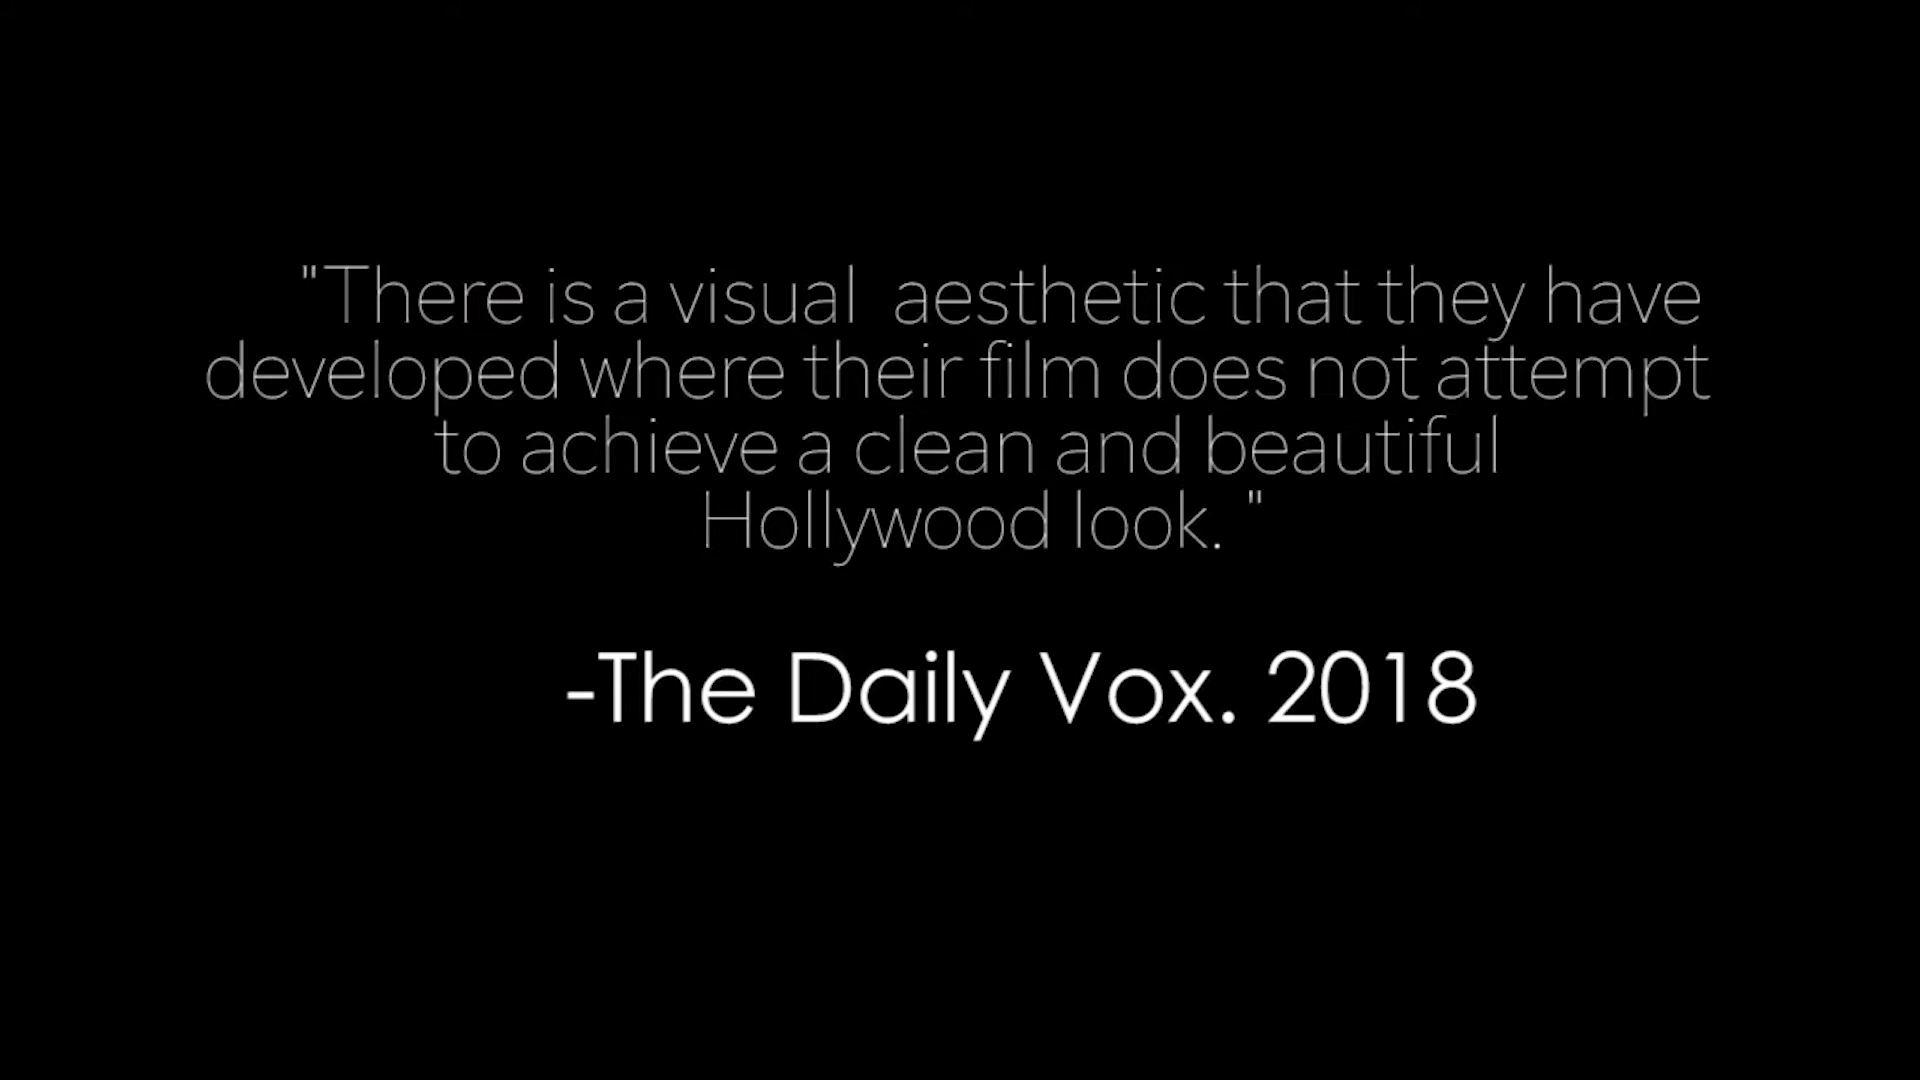 "There is a visual  aesthetic that they have
developed where their film does not attempt
to achieve a clean and beautiful
Hollywood look. "
-The Daily Vox. 2018